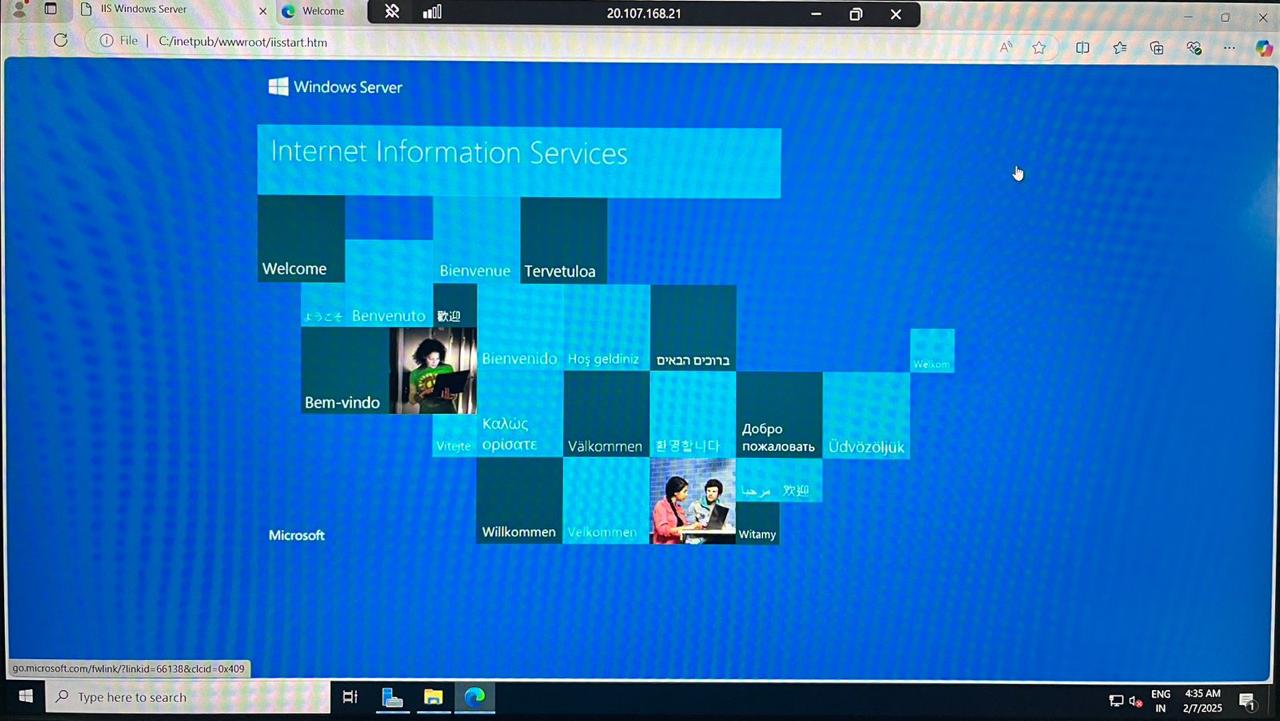 IIS Windows Server
Welcome
20.107.168.21
File
C:/inetpub/wwwroot/iisstart.htm
Windows Server
Internet Information Services
Welcome
Bienvenue
Tervetuloa
ようこそ
Benvenuto
歡迎
Bienvenido
Hoş geldiniz
ברוכים הבאים
Welkom
Bem-vindo
Vítejte
Καλώς
ορίσατε
Välkommen
환영합니다
Добро
пожаловать
Üdvözöljük
Willkommen
Velkommen
مرحبا
欢迎
Witamy
Microsoft
go.microsoft.com/fwlink/?linkid=66138&clcid=0x409
Type here to search
ENG
IN
4:35 AM
2/7/2025
1